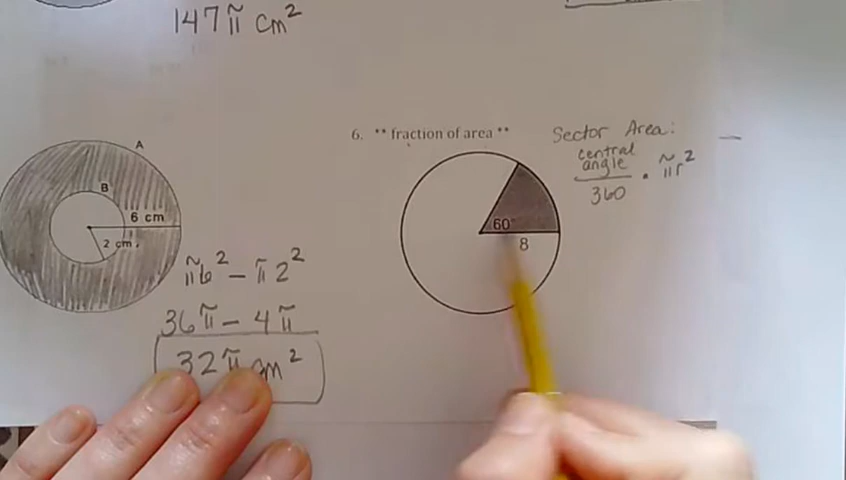 147π cm²
A
B
6 cm
2 cm.
π6² - π2²
36π - 4π
32π cm²
6. ** fraction of area **
60°
8
Sector Area:
central
angle
360
· πr²